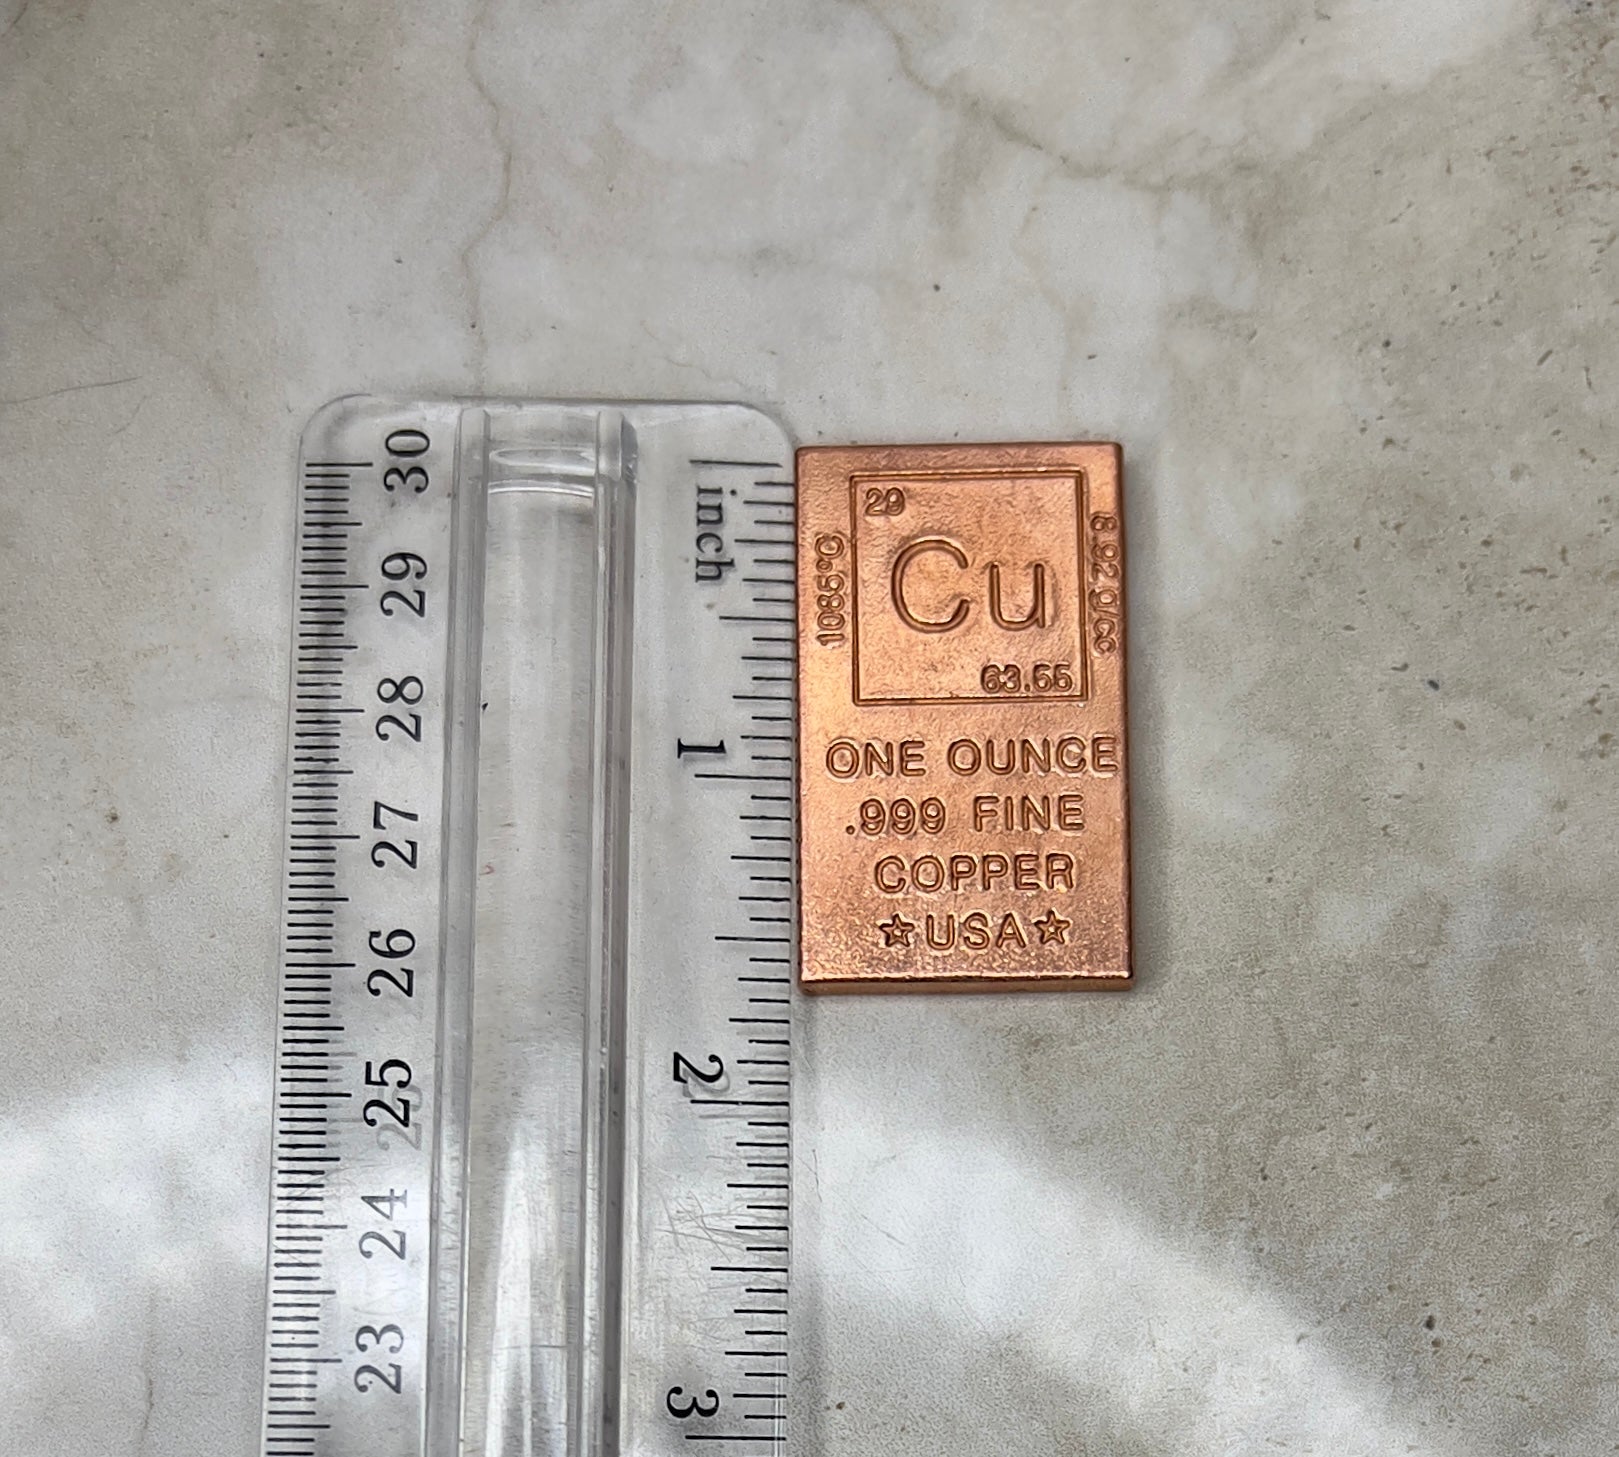 30
29
28
27
26
25
24
23
inch
1
2
3
29
Cu
63.55
1085°C
8.92 g/cc
ONE OUNCE
.999 FINE
COPPER
☆USA☆